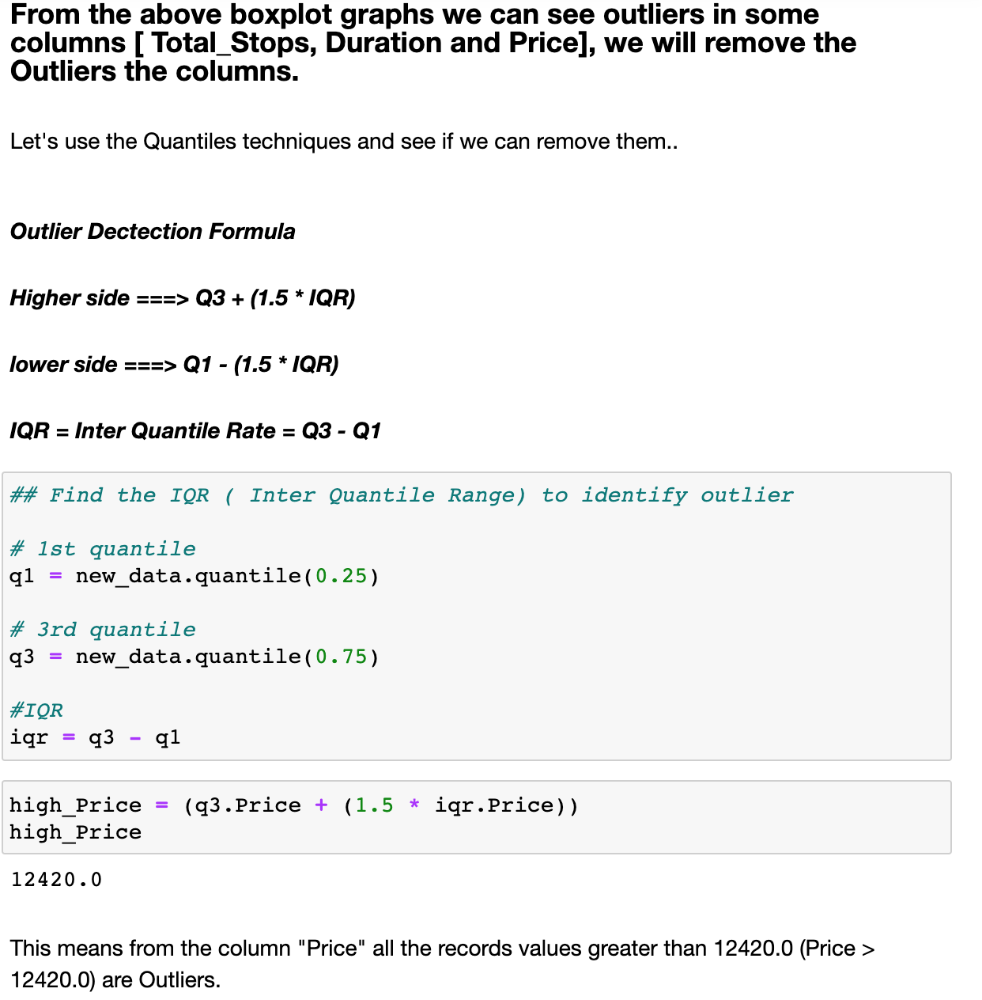 From the above boxplot graphs we can see outliers in some
columns [ Total_Stops, Duration and Price], we will remove the
Outliers the columns.
Let's use the Quantiles techniques and see if we can remove them..
Outlier Dectection Formula
Higher side ===> Q3 + (1.5 * IQR)
lower side ===> Q1 - (1.5 * IQR)
IQR = Inter Quantile Rate = Q3 - Q1
## Find the IQR ( Inter Quantile Range) to identify outlier
# 1st quantile
q1 = new_data.quantile(0.25)
# 3rd quantile
q3 = new_data.quantile(0.75)
#IQR
iqr = q3 - q1
high_Price = (q3.Price + (1.5 * iqr.Price))
high_Price
12420.0
This means from the column "Price" all the records values greater than 12420.0 (Price >
12420.0) are Outliers.